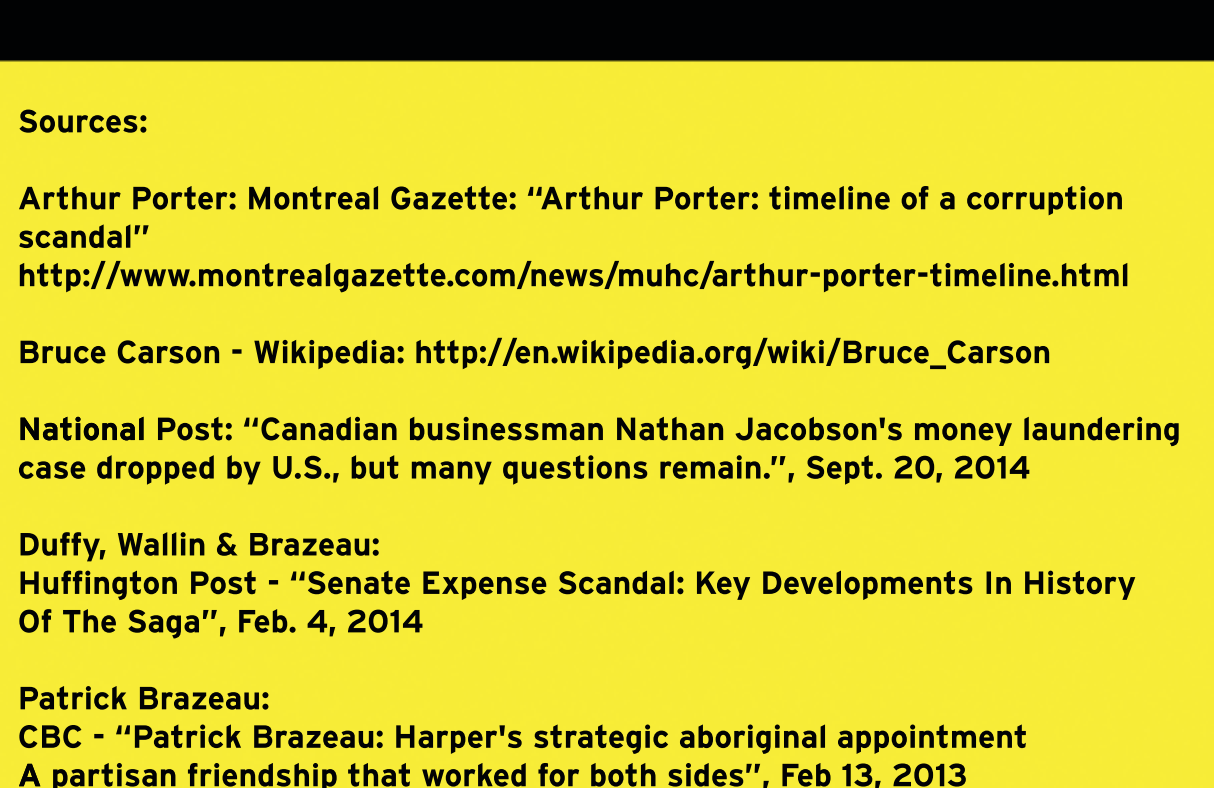 Sources:
Arthur Porter: Montreal Gazette: “Arthur Porter: timeline of a corruption
scandal”
http://www.montrealgazette.com/news/muhc/arthur-porter-timeline.html
Bruce Carson - Wikipedia: http://en.wikipedia.org/wiki/Bruce_Carson
National Post: “Canadian businessman Nathan Jacobson's money laundering
case dropped by U.S., but many questions remain.”, Sept. 20, 2014
Duffy, Wallin & Brazeau:
Huffington Post - “Senate Expense Scandal: Key Developments In History
Of The Saga”, Feb. 4, 2014
Patrick Brazeau:
CBC - “Patrick Brazeau: Harper's strategic aboriginal appointment
A partisan friendship that worked for both sides”, Feb 13, 2013